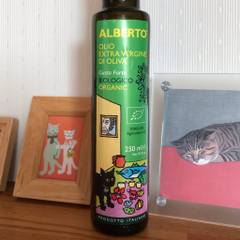 ALBERTO
OLIO
EXTRA VERGINE
DI OLIVA
Gusto Forte
BIOLOGICO
ORGANIC
250 ml e
PRODOTTO ITALIANO